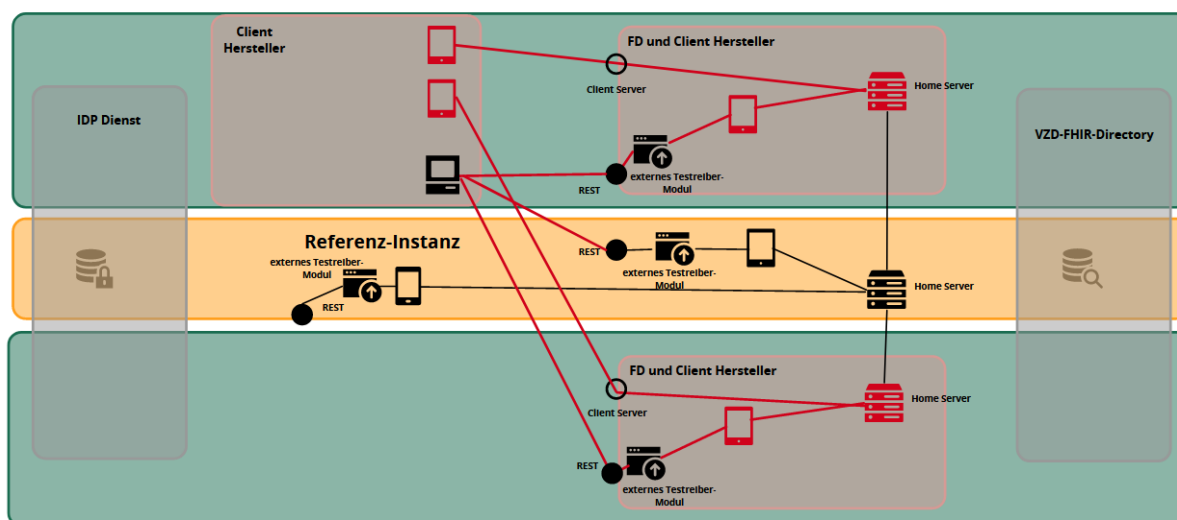 Client
Hersteller
FD und Client Hersteller
Client Server
Home Server
IDP Dienst
VZD-FHIR-Directory
REST
externes Testreiber-
Modul
Referenz-Instanz
externes Testreiber-
Modul
REST
REST
externes Testreiber-
Modul
Home Server
FD und Client Hersteller
Client Server
Home Server
REST
externes Testreiber-
Modul